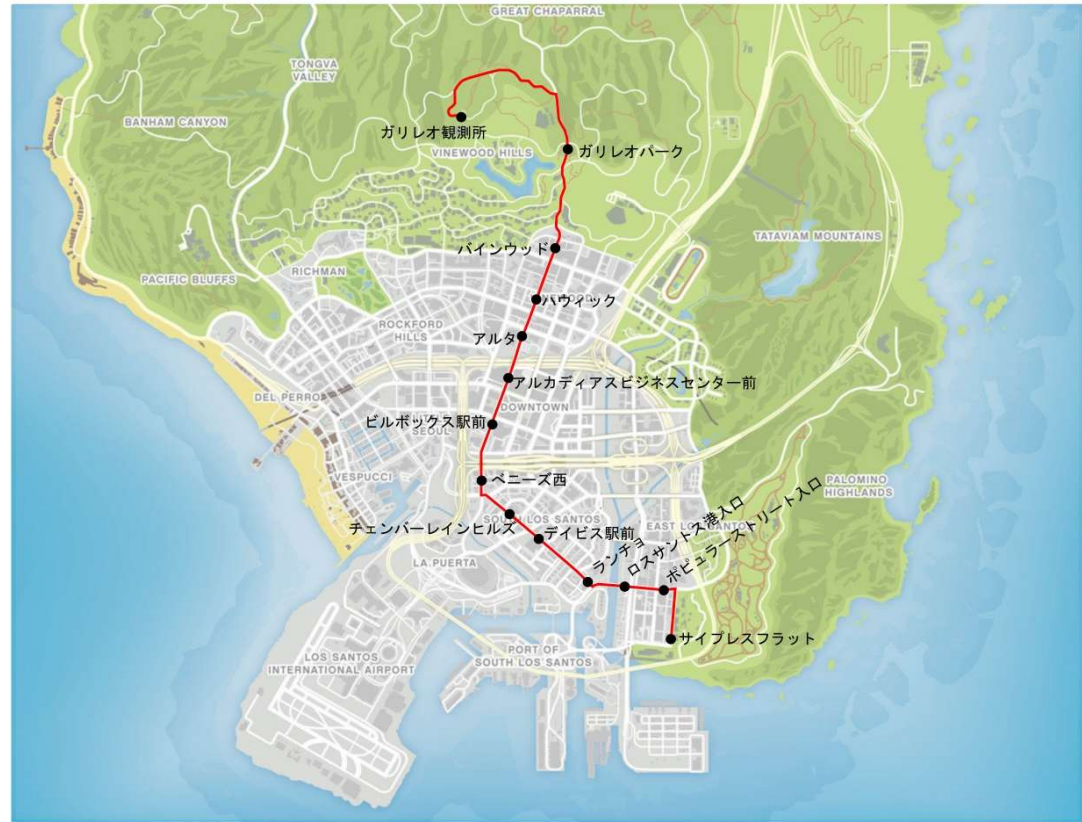 GREAT CHAPARRAL
TONGVA
VALLEY
BANHAM CANYON
ガリレオ観測所
ガリレオパーク
VINEWOOD HILLS
バインウッド
TATAVIAM MOUNTAINS
RICHMAN
PACIFIC BLUFFS
ハウィック
ROCKFORD
HILLS
アルタ
アルカディアスビジネスセンター前
DEL PERRO
DOWNTOWN
ビルボックス駅前
SEOUL
VESPUCCI
ベニーズ西
PALOMINO
HIGHLANDS
チェンバーレインヒルズ
SOUTH LOS SANTOS
EAST LOS SANTOS
デイビス駅前
ランチョ
ロスサントス港入口
ポピュラーストリート入口
LA PUERTA
サイプレスフラット
LOS SANTOS
INTERNATIONAL AIRPORT
PORT OF
SOUTH LOS SANTOS